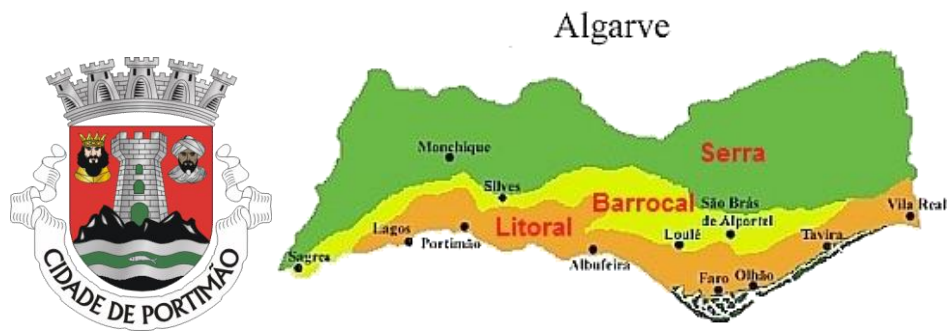 CIDADE DE PORTIMÃO
Algarve
Monchique
Serra
Silves
Barrocal
São Brás
de Alportel
Vila Real
Lagos
Litoral
Portimão
Loulé
Tavira
Sagres
Albufeira
Faro
Olhão